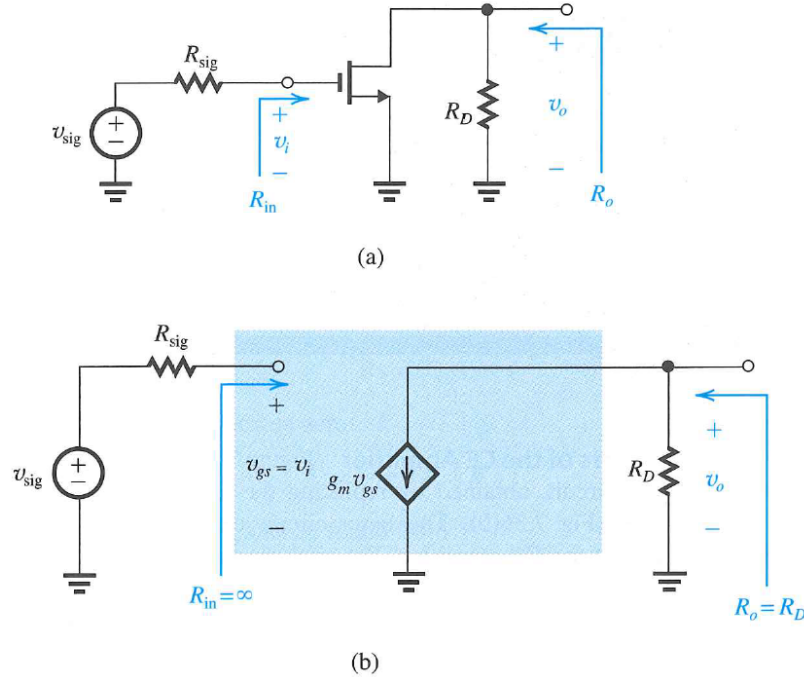 R_sig
v_sig
+
−
+
v_i
−
R_in
R_D
+
v_o
−
R_o
(a)
R_sig
v_sig
+
−
+
v_gs = v_i
−
g_m v_gs
R_in = ∞
R_D
+
v_o
−
R_o = R_D
(b)